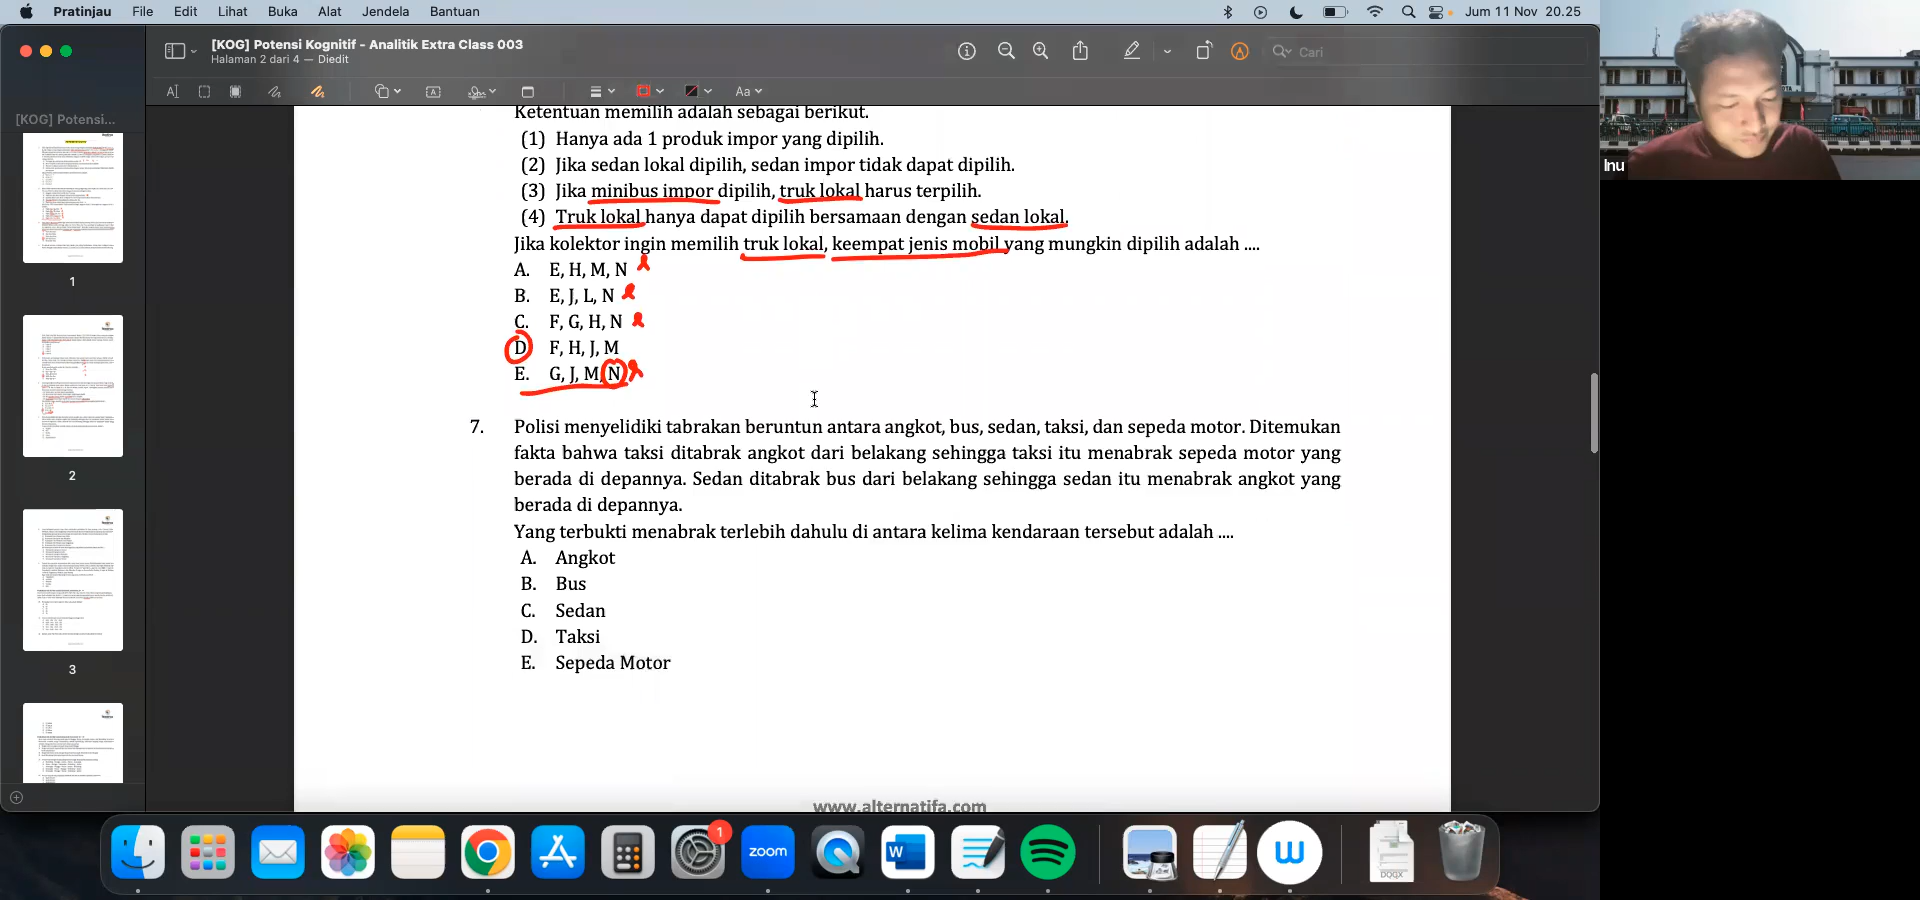 Pratinjau File Edit Lihat Buka Alat Jendela Bantuan Jum 11 Nov 20.25
[KOG] Potensi Kognitif - Analitik Extra Class 003
Halaman 2 dari 4 — Diedit
Cari
Aa
[KOG] Potensi...
1
2
3
Ketentuan memilih adalah sebagai berikut.
(1) Hanya ada 1 produk impor yang dipilih.
(2) Jika sedan lokal dipilih, sedan impor tidak dapat dipilih.
(3) Jika minibus impor dipilih, truk lokal harus terpilih.
(4) Truk lokal hanya dapat dipilih bersamaan dengan sedan lokal.
Jika kolektor ingin memilih truk lokal, keempat jenis mobil yang mungkin dipilih adalah ....
A. E, H, M, N
B. E, J, L, N
C. F, G, H, N
D F, H, J, M
E. G, J, M, N
7. Polisi menyelidiki tabrakan beruntun antara angkot, bus, sedan, taksi, dan sepeda motor. Ditemukan
fakta bahwa taksi ditabrak angkot dari belakang sehingga taksi itu menabrak sepeda motor yang
berada di depannya. Sedan ditabrak bus dari belakang sehingga sedan itu menabrak angkot yang
berada di depannya.
Yang terbukti menabrak terlebih dahulu di antara kelima kendaraan tersebut adalah ....
A. Angkot
B. Bus
C. Sedan
D. Taksi
E. Sepeda Motor
www.alternatifa.com
Inu
1
zoom
W
DOCX